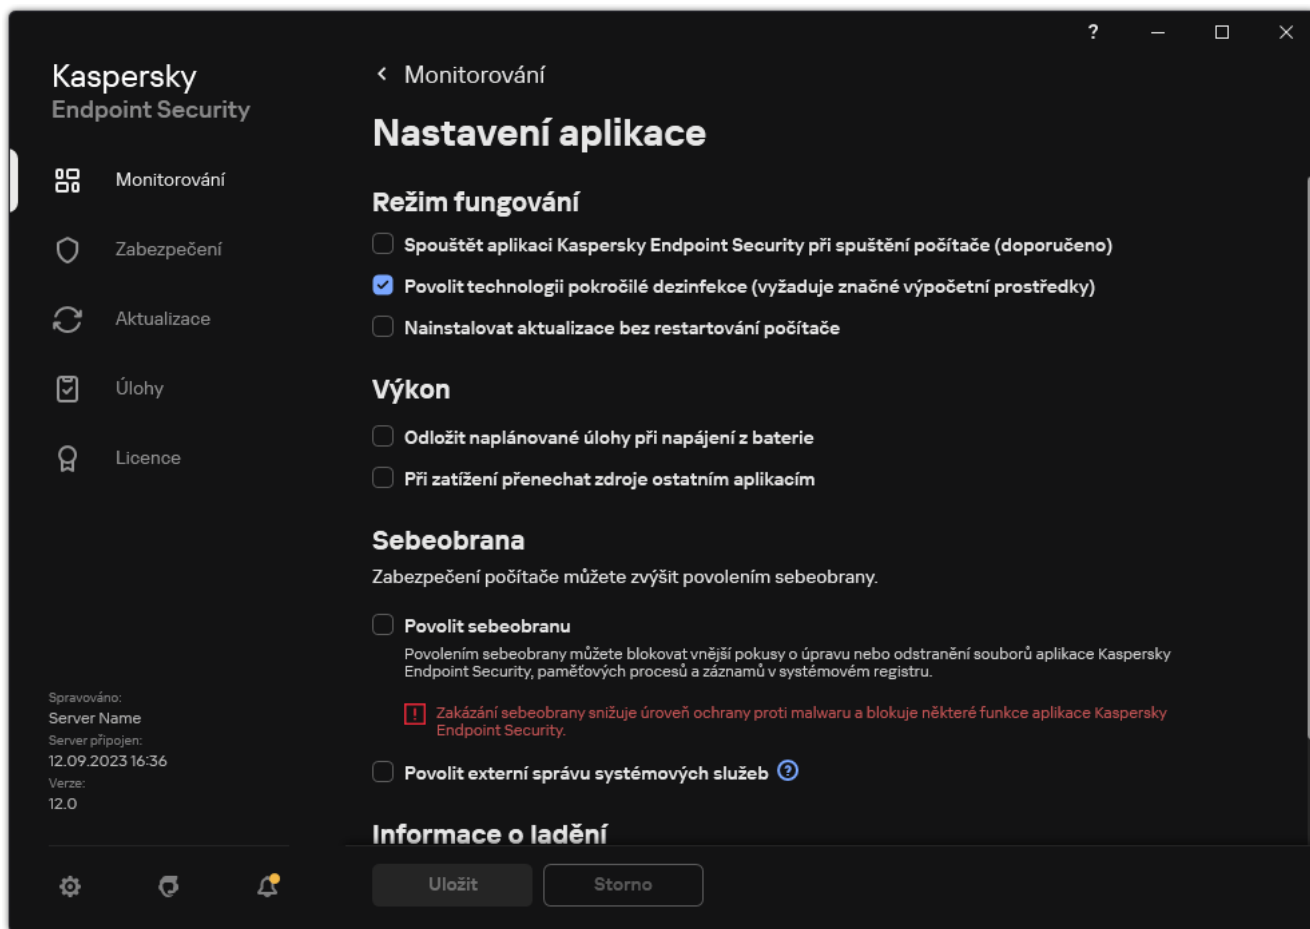 ?
Kaspersky
Endpoint Security
Monitorování
Zabezpečení
Aktualizace
Úlohy
Licence
Spravováno:
Server Name
Server připojen:
12.09.2023 16:36
Verze:
12.0
Monitorování
Nastavení aplikace
Režim fungování
Spouštět aplikaci Kaspersky Endpoint Security při spuštění počítače (doporučeno)
Povolit technologii pokročilé dezinfekce (vyžaduje značné výpočetní prostředky)
Nainstalovat aktualizace bez restartování počítače
Výkon
Odložit naplánované úlohy při napájení z baterie
Při zatížení přenechat zdroje ostatním aplikacím
Sebeobrana
Zabezpečení počítače můžete zvýšit povolením sebeobrany.
Povolit sebeobranu
Povolením sebeobrany můžete blokovat vnější pokusy o úpravu nebo odstranění souborů aplikace Kaspersky
Endpoint Security, paměťových procesů a záznamů v systémovém registru.
Zakázání sebeobrany snižuje úroveň ochrany proti malwaru a blokuje některé funkce aplikace Kaspersky
Endpoint Security.
Povolit externí správu systémových služeb ?
Informace o ladění
Uložit
Storno